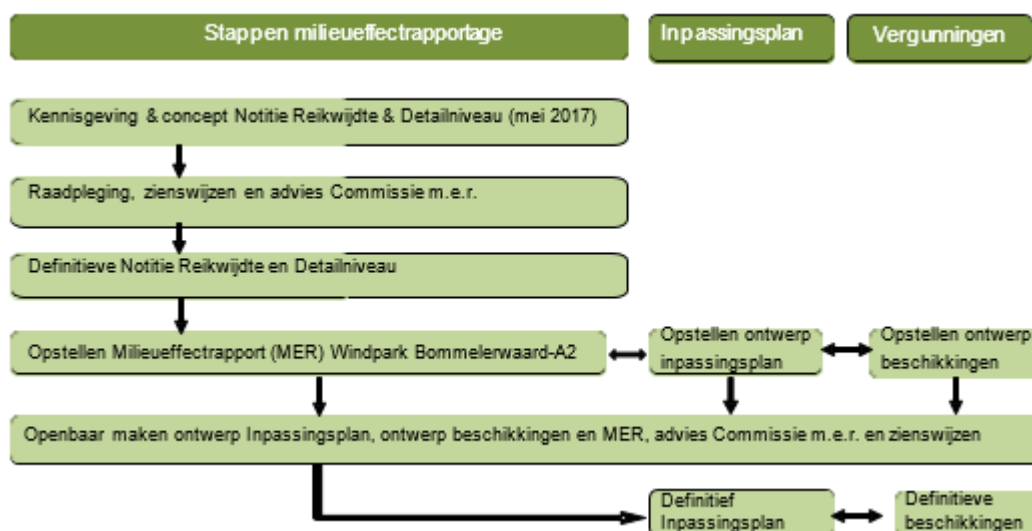 Stappen milieueffectrapportage
Inpassingsplan
Vergunningen
Kennisgeving & concept Notitie Reikwijdte & Detailniveau (mei 2017)
Raadpleging, zienswijzen en advies Commissie m.e.r.
Definitieve Notitie Reikwijdte en Detailniveau
Opstellen Milieueffectrapport (MER) Windpark Bommelerwaard-A2
Opstellen ontwerp
inpassingsplan
Opstellen ontwerp
beschikkingen
Openbaar maken ontwerp Inpassingsplan, ontwerp beschikkingen en MER, advies Commissie m.e.r. en zienswijzen
Definitief
Inpassingsplan
Definitieve
beschikkingen